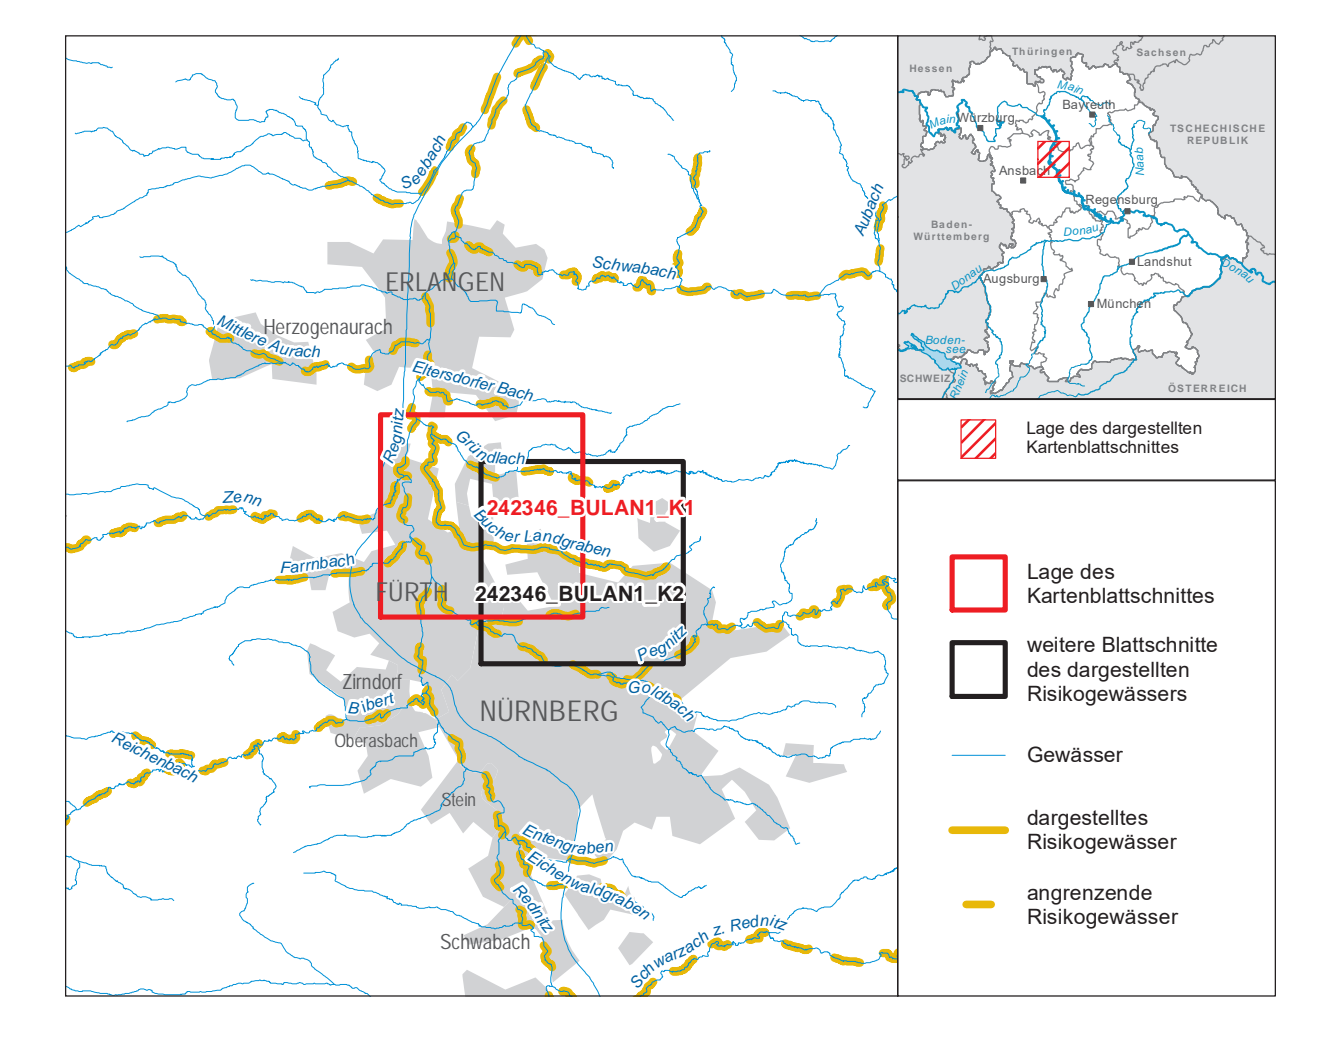 Seebach
Aubach
Schwabach
ERLANGEN
Herzogenaurach
Mittlere Aurach
Eltersdorfer Bach
Regnitz
Gründlach
Zenn
242346_BULAN1_K1
Bucher Landgraben
Farrnbach
FÜRTH
242346_BULAN1_K2
Pegnitz
Zirndorf
Goldbach
Bibert
NÜRNBERG
Oberasbach
Reichenbach
Stein
Entengraben
Eichenwaldgraben
Rednitz
Schwabach
Schwarzach z. Rednitz
Thüringen
Sachsen
Hessen
Main
Bayreuth
Main
Würzburg
TSCHECHISCHE
REPUBLIK
Naab
Ansbach
Regensburg
Baden-
Württemberg
Donau
Landshut
Donau
Donau
Augsburg
München
Boden-
see
SCHWEIZ
Rhein
ÖSTERREICH
Lage des dargestellten
Kartenblattschnittes
Lage des
Kartenblattschnittes
weitere Blattschnitte
des dargestellten
Risikogewässers
Gewässer
dargestelltes
Risikogewässer
angrenzende
Risikogewässer